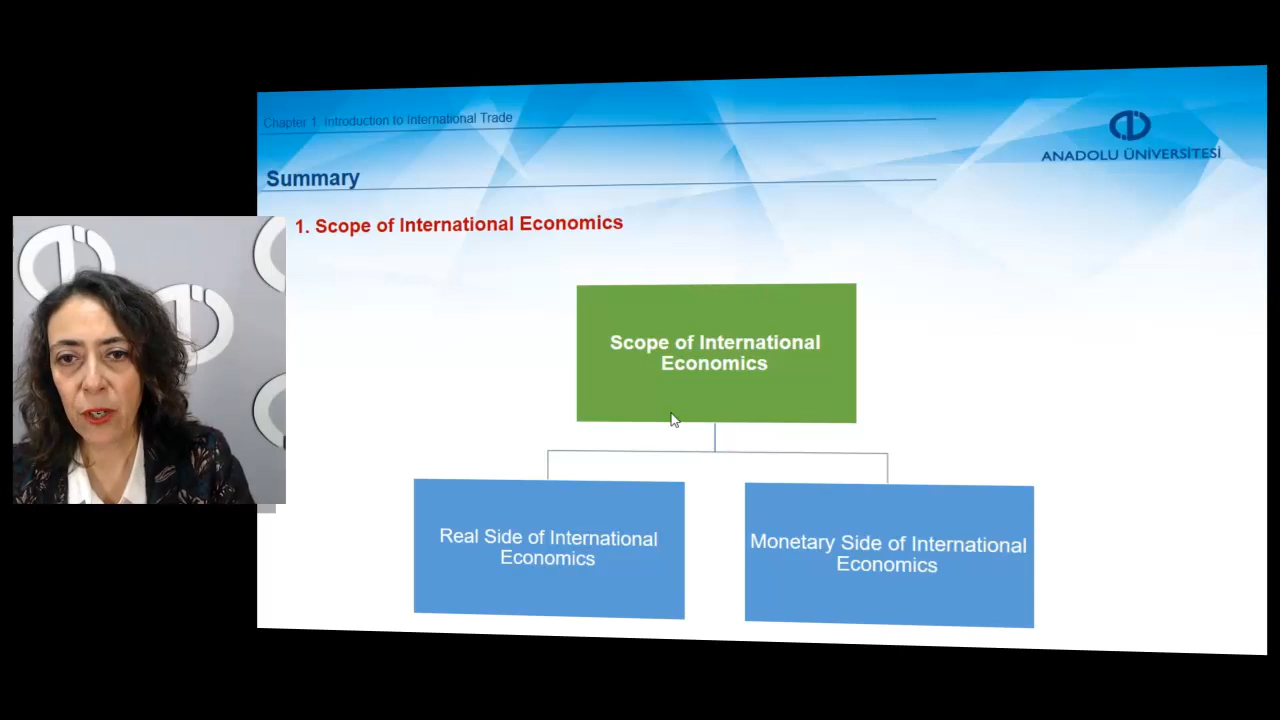 Chapter 1. Introduction to International Trade
ANADOLU ÜNİVERSİTESİ
Summary
1. Scope of International Economics
Scope of International
Economics
Real Side of International
Economics
Monetary Side of International
Economics